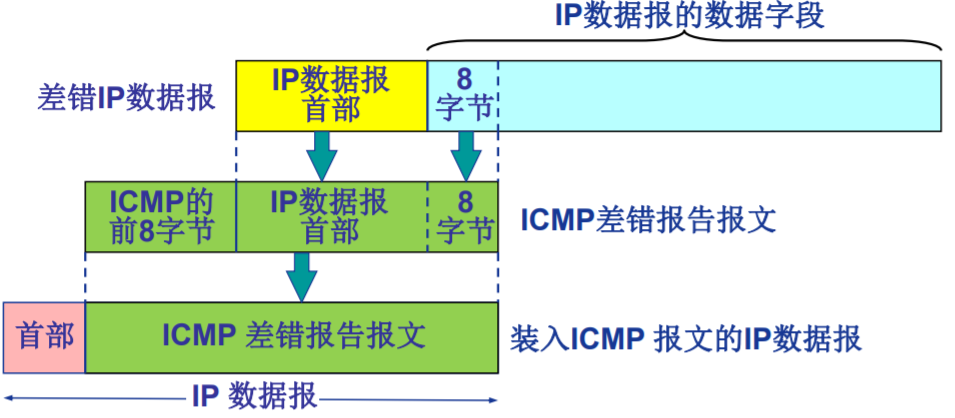 IP数据报的数据字段
差错IP数据报
IP数据报
首部
8
字节
ICMP的
前8字节
IP数据报
首部
8
字节
ICMP差错报告报文
首部
ICMP 差错报告报文
装入ICMP 报文的IP数据报
IP 数据报